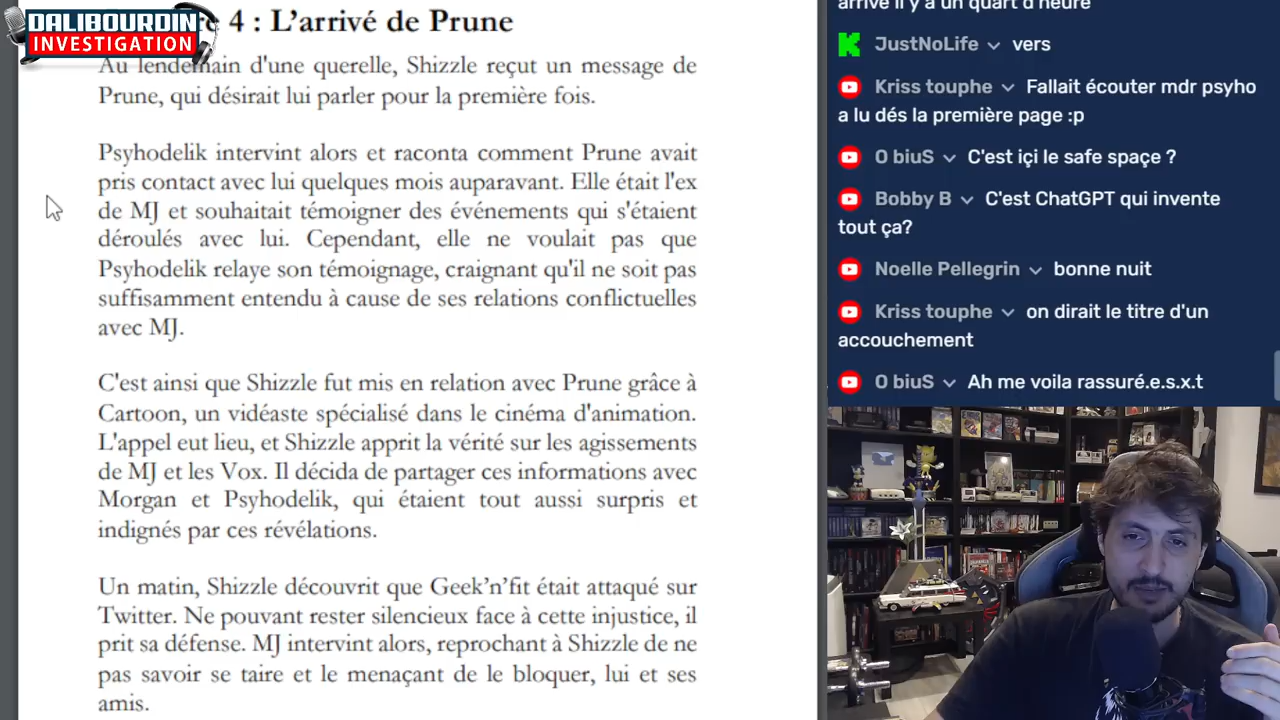 DALIBOURDIN
INVESTIGATION
e 4 : L’arrivé de Prune
Au lendemain d'une querelle, Shizzle reçut un message de
Prune, qui désirait lui parler pour la première fois.
Psyhodelik intervint alors et raconta comment Prune avait
pris contact avec lui quelques mois auparavant. Elle était l'ex
de MJ et souhaitait témoigner des événements qui s'étaient
déroulés avec lui. Cependant, elle ne voulait pas que
Psyhodelik relaye son témoignage, craignant qu'il ne soit pas
suffisamment entendu à cause de ses relations conflictuelles
avec MJ.
C'est ainsi que Shizzle fut mis en relation avec Prune grâce à
Cartoon, un vidéaste spécialisé dans le cinéma d'animation.
L'appel eut lieu, et Shizzle apprit la vérité sur les agissements
de MJ et les Vox. Il décida de partager ces informations avec
Morgan et Psyhodelik, qui étaient tout aussi surpris et
indignés par ces révélations.
Un matin, Shizzle découvrit que Geek’n’fit était attaqué sur
Twitter. Ne pouvant rester silencieux face à cette injustice, il
prit sa défense. MJ intervint alors, reprochant à Shizzle de ne
pas savoir se taire et le menaçant de le bloquer, lui et ses
amis.
arrivé il y a un quart d'heure
JustNoLife vers
Kriss touphe Fallait écouter mdr psyho
a lu dés la première page :p
O biuS C'est içi le safe spaçe ?
Bobby B C'est ChatGPT qui invente
tout ça?
Noelle Pellegrin bonne nuit
Kriss touphe on dirait le titre d'un
accouchement
O biuS Ah me voila rassuré.e.s.x.t